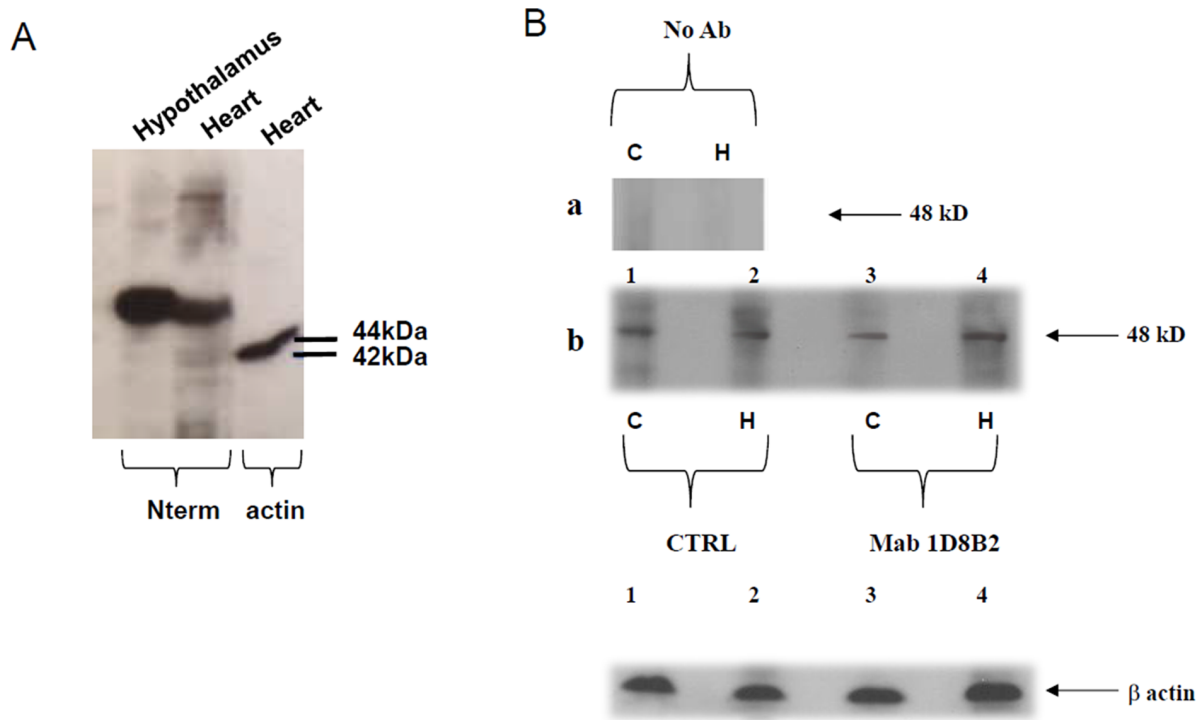 A
Hypothalamus
Heart
Heart
44kDa
42kDa
Nterm actin
B
No Ab
C H
a
48 kD
1 2 3 4
b
48 kD
C H C H
CTRL Mab 1D8B2
1 2 3 4
β actin